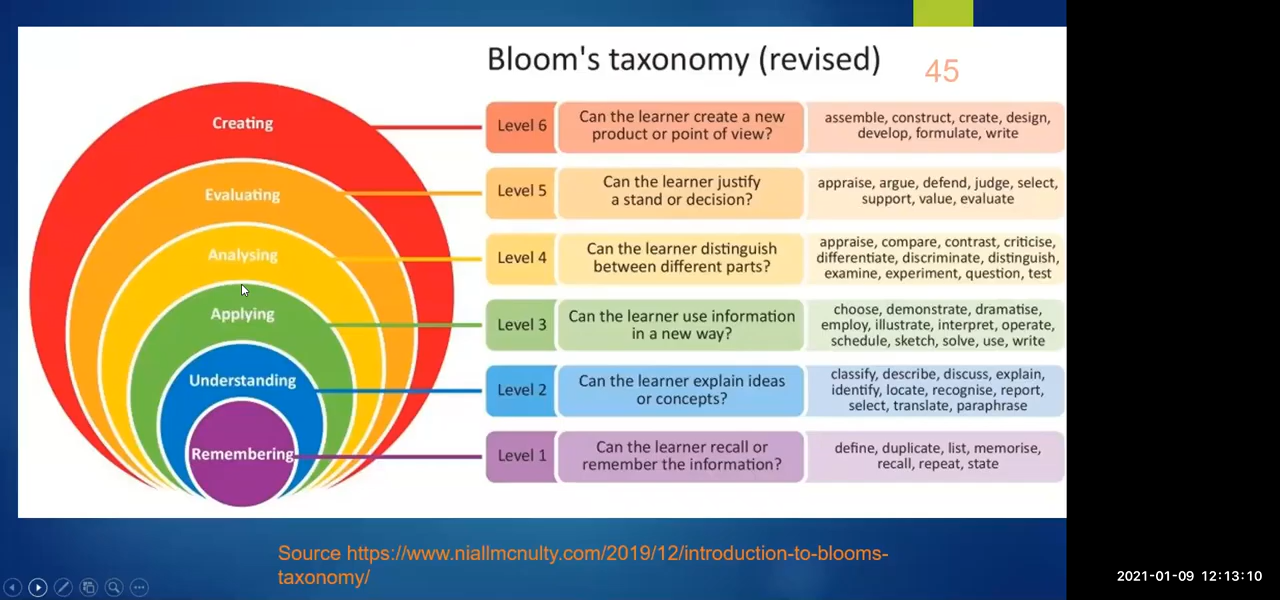 Bloom's taxonomy (revised)
45
Creating
Level 6
Can the learner create a new
product or point of view?
assemble, construct, create, design,
develop, formulate, write
Evaluating
Level 5
Can the learner justify
a stand or decision?
appraise, argue, defend, judge, select,
support, value, evaluate
Analysing
Level 4
Can the learner distinguish
between different parts?
appraise, compare, contrast, criticise,
differentiate, discriminate, distinguish,
examine, experiment, question, test
Applying
Level 3
Can the learner use information
in a new way?
choose, demonstrate, dramatise,
employ, illustrate, interpret, operate,
schedule, sketch, solve, use, write
Understanding
Level 2
Can the learner explain ideas
or concepts?
classify, describe, discuss, explain,
identify, locate, recognise, report,
select, translate, paraphrase
Remembering
Level 1
Can the learner recall or
remember the information?
define, duplicate, list, memorise,
recall, repeat, state
Source https://www.niallmcnulty.com/2019/12/introduction-to-blooms-
taxonomy/
2021-01-09 12:13:10